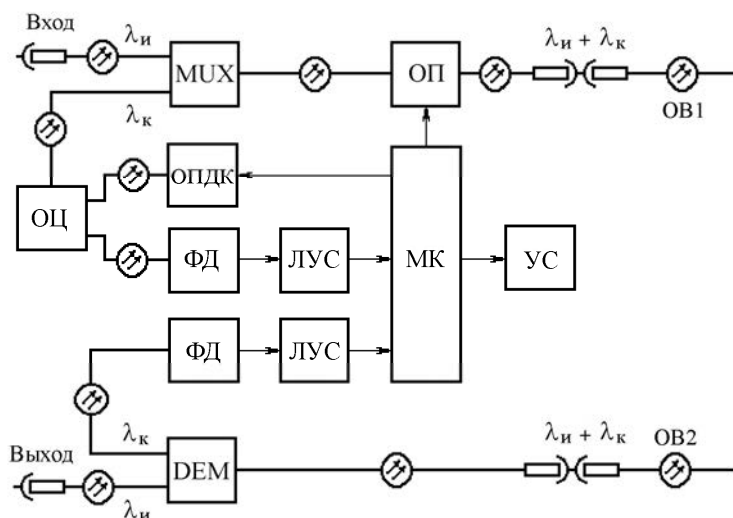 Вход
λи
MUX
ОП
λи + λк
ОВ1
λк
ОПДК
ОЦ
ФД
ЛУС
МК
УС
ФД
ЛУС
λк
λи + λк
ОВ2
Выход
DEM
λи